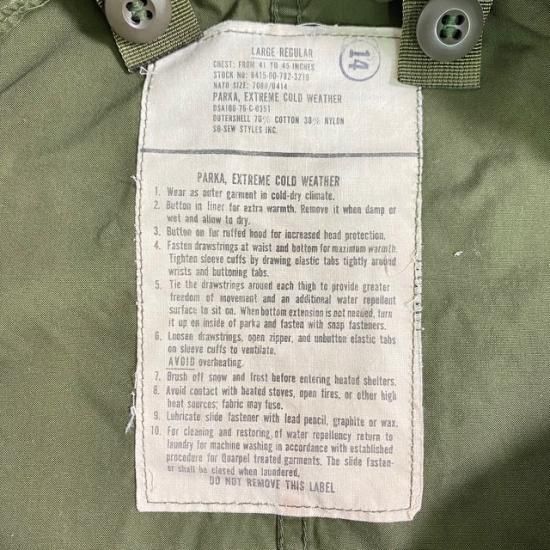 LARGE-REGULAR
14
CHEST: FROM 41 TO 45 INCHES
STOCK NO: 8415-00-782-3219
NATO SIZE: 7080/0414
PARKA, EXTREME COLD WEATHER
DSA100-76-C-0351
OUTERSHELL 70% COTTON 30% NYLON
SO-SEW STYLES INC.
PARKA, EXTREME COLD WEATHER
1. Wear as outer garment in cold-dry climate.
2. Button in liner for extra warmth. Remove it when damp or
wet and allow to dry.
3. Button on fur ruffed hood for increased head protection.
4. Fasten drawstrings at waist and bottom for maximum warmth.
Tighten sleeve cuffs by drawing elastic tabs tightly around
wrists and buttoning tabs.
5. Tie the drawstrings around each thigh to provide greater
freedom of movement and an additional water repellent
surface to sit on. When bottom extension is not needed, turn
it up on inside of parka and fasten with snap fasteners.
6. Loosen drawstrings, open zipper, and unbutton elastic tabs
on sleeve cuffs to ventilate.
AVOID overheating.
7. Brush off snow and frost before entering heated shelters.
8. Avoid contact with heated stoves, open fires, or other high
heat sources; fabric may fuse.
9. Lubricate slide fastener with lead pencil, graphite or wax.
10. For cleaning and restoring of water repellency return to
laundry for machine washing in accordance with established
procedure for Quarpel treated garments. The slide fasten-
er shall be closed when laundered.
DO NOT REMOVE THIS LABEL